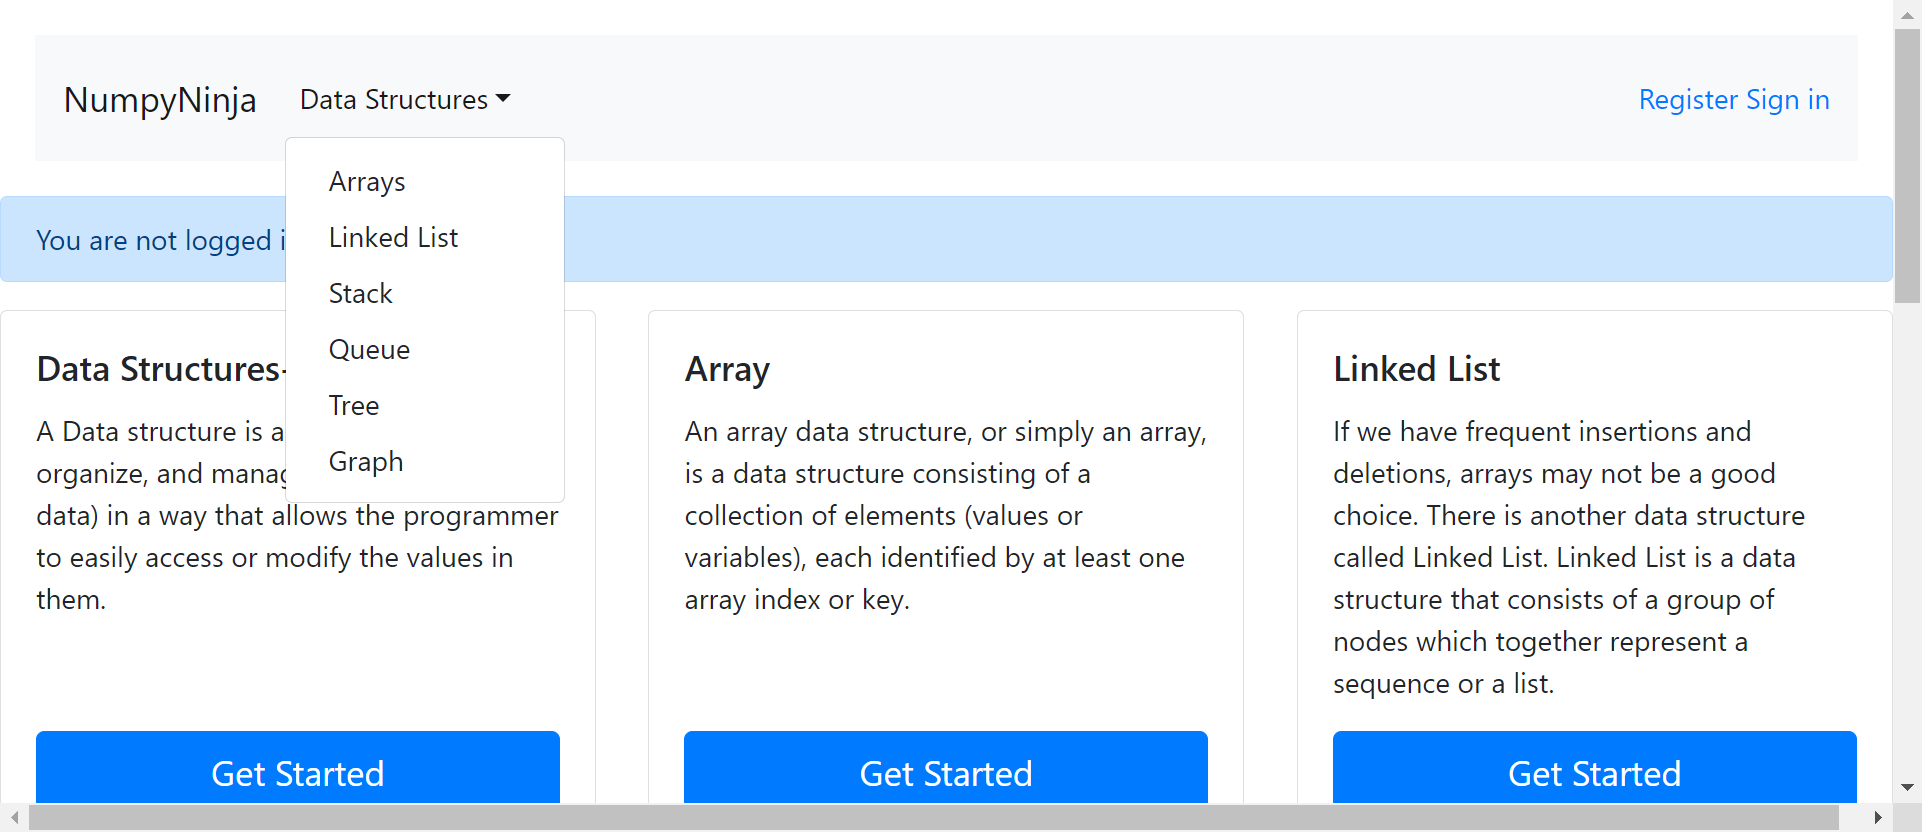 NumpyNinja Data Structures Register Sign in
Arrays
Linked List
Stack
Queue
Tree
Graph
You are not logged
Data Structures-
A Data structure is a
organize, and
data) in a way that allows the programmer
to easily access or modify the values in
them.
Get Started
Array
An array data structure, or simply an array,
is a data structure consisting of a
collection of elements (values or
variables), each identified by at least one
array index or key.
Get Started
Linked List
If we have frequent insertions and
deletions, arrays may not be a good
choice. There is another data structure
called Linked List. Linked List is a data
structure that consists of a group of
nodes which together represent a
sequence or a list.
Get Started